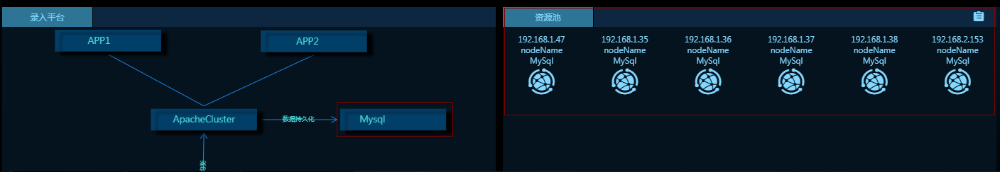 录入平台
APP1
APP2
ApacheCluster
数据持久化
Mysql
资源池
192.168.1.47
nodeName
MySql
192.168.1.35
nodeName
MySql
192.168.1.36
nodeName
MySql
192.168.1.37
nodeName
MySql
192.168.1.38
nodeName
MySql
192.168.2.153
nodeName
MySql